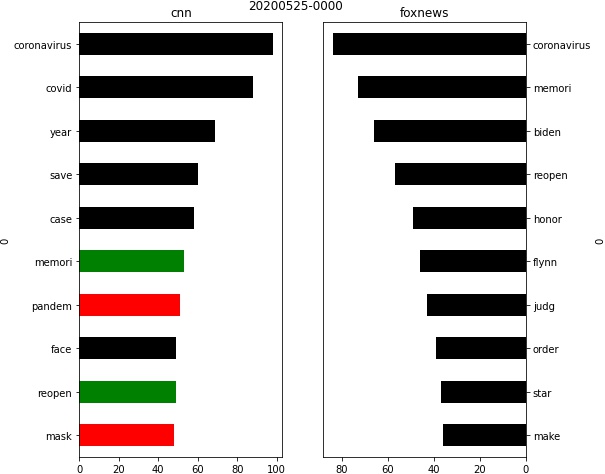 20200525-0000
cnn
foxnews
coronavirus
covid
year
save
case
memori
pandem
face
reopen
mask
0 20 40 60 80 100
0
coronavirus
memori
biden
reopen
honor
flynn
judg
order
star
make
80 60 40 20 0
0